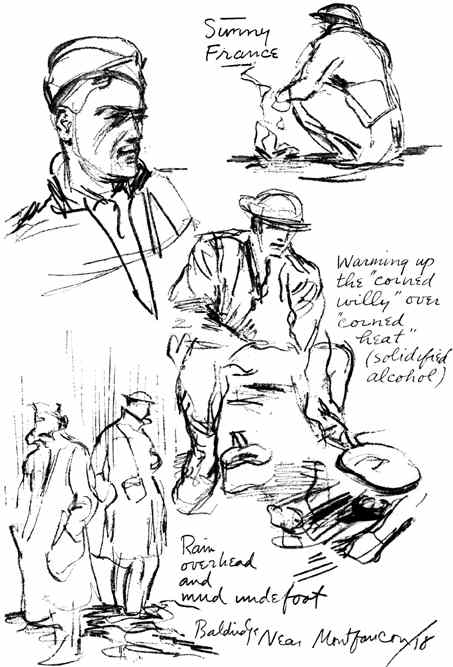 Sunny
France
Warming up
the "corned
willy" over
"corned
heat"
(solidified
alcohol)
Rain
overhead
and
mud underfoot
Baldridge Near Montfaucon/18